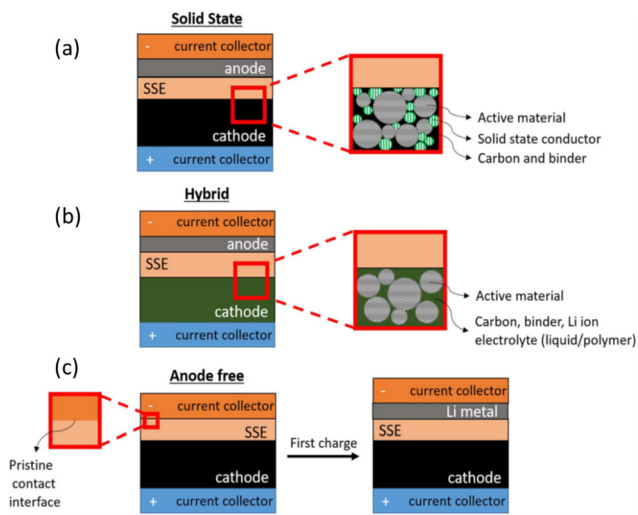 (a)
Solid State
- current collector
anode
SSE
cathode
+ current collector
Active material
Solid state conductor
Carbon and binder
(b)
Hybrid
- current collector
anode
SSE
cathode
+ current collector
Active material
Carbon, binder, Li ion
electrolyte (liquid/polymer)
(c)
Anode free
- current collector
SSE
cathode
+ current collector
Pristine
contact
interface
First charge
- current collector
Li metal
SSE
cathode
+ current collector